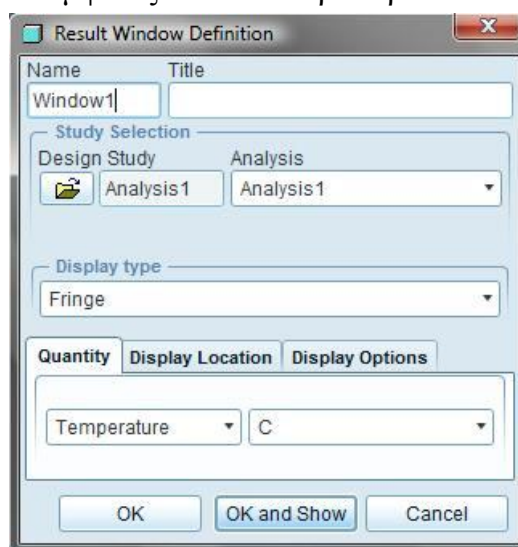 Result Window Definition
Name Title
Window1
Study Selection
Design Study Analysis
Analysis1 Analysis1
Display type
Fringe
Quantity Display Location Display Options
Temperature C
OK OK and Show Cancel